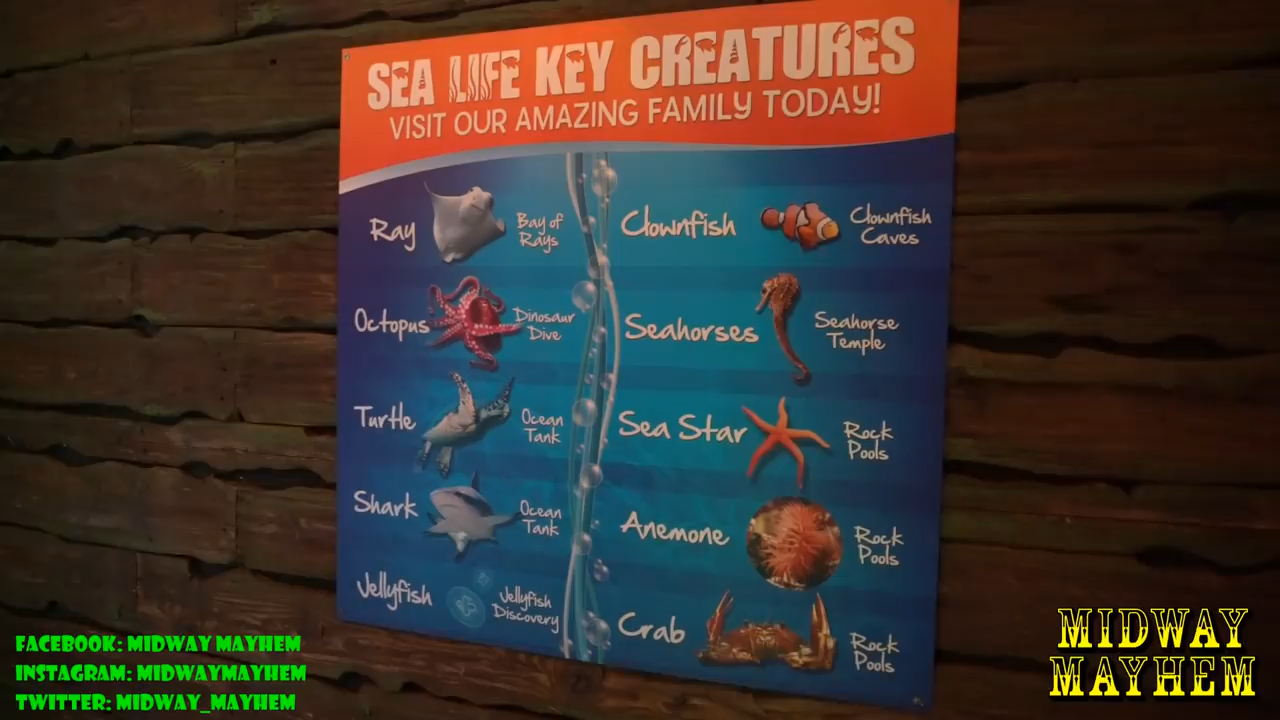 SEA LIFE KEY CREATURES
VISIT OUR AMAZING FAMILY TODAY!
Ray
Bay of
Rays
Octopus
Dinosaur
Dive
Turtle
Ocean
Tank
Shark
Ocean
Tank
Jellyfish
Jellyfish
Discovery
Clownfish
Clownfish
Caves
Seahorses
Seahorse
Temple
Sea Star
Rock
Pools
Anemone
Rock
Pools
Crab
Rock
Pools
FACEBOOK: MIDWAY MAYHEM
INSTAGRAM: MIDWAYMAYHEM
TWITTER: MIDWAY_MAYHEM
MIDWAY
MAYHEM